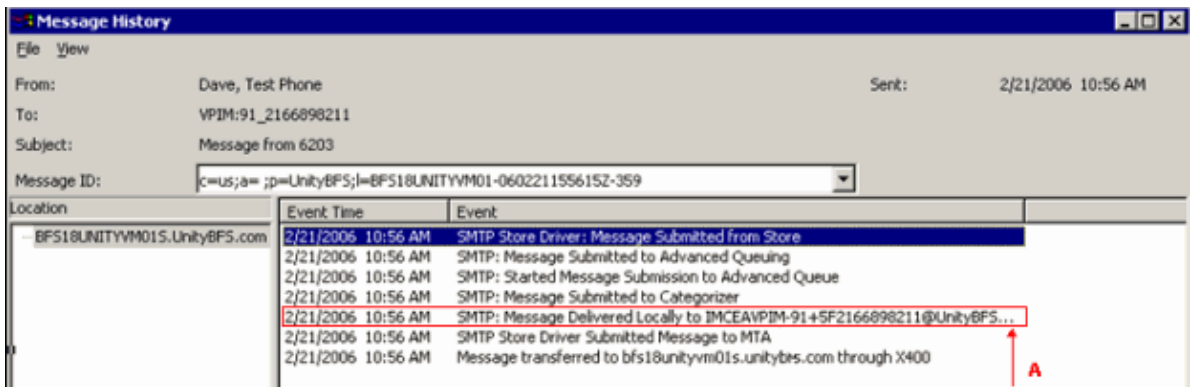 Message History
File View
From: Dave, Test Phone Sent: 2/21/2006 10:56 AM
To: VPIM:91_2166898211
Subject: Message from 6203
Message ID: c=us;a= ;p=UnityBFS;l=BFS18UNITYVM01-060221155615Z-359
Location Event Time Event
BFS18UNITYVM01S.UnityBFS.com 2/21/2006 10:56 AM SMTP Store Driver: Message Submitted from Store
2/21/2006 10:56 AM SMTP: Message Submitted to Advanced Queuing
2/21/2006 10:56 AM SMTP: Started Message Submission to Advanced Queue
2/21/2006 10:56 AM SMTP: Message Submitted to Categorizer
2/21/2006 10:56 AM SMTP: Message Delivered Locally to IMCEAVPIM-91+5F2166898211@UnityBFS...
2/21/2006 10:56 AM SMTP Store Driver Submitted Message to MTA
2/21/2006 10:56 AM Message transferred to bfs18unityvm01s.unitybfs.com through X400
A